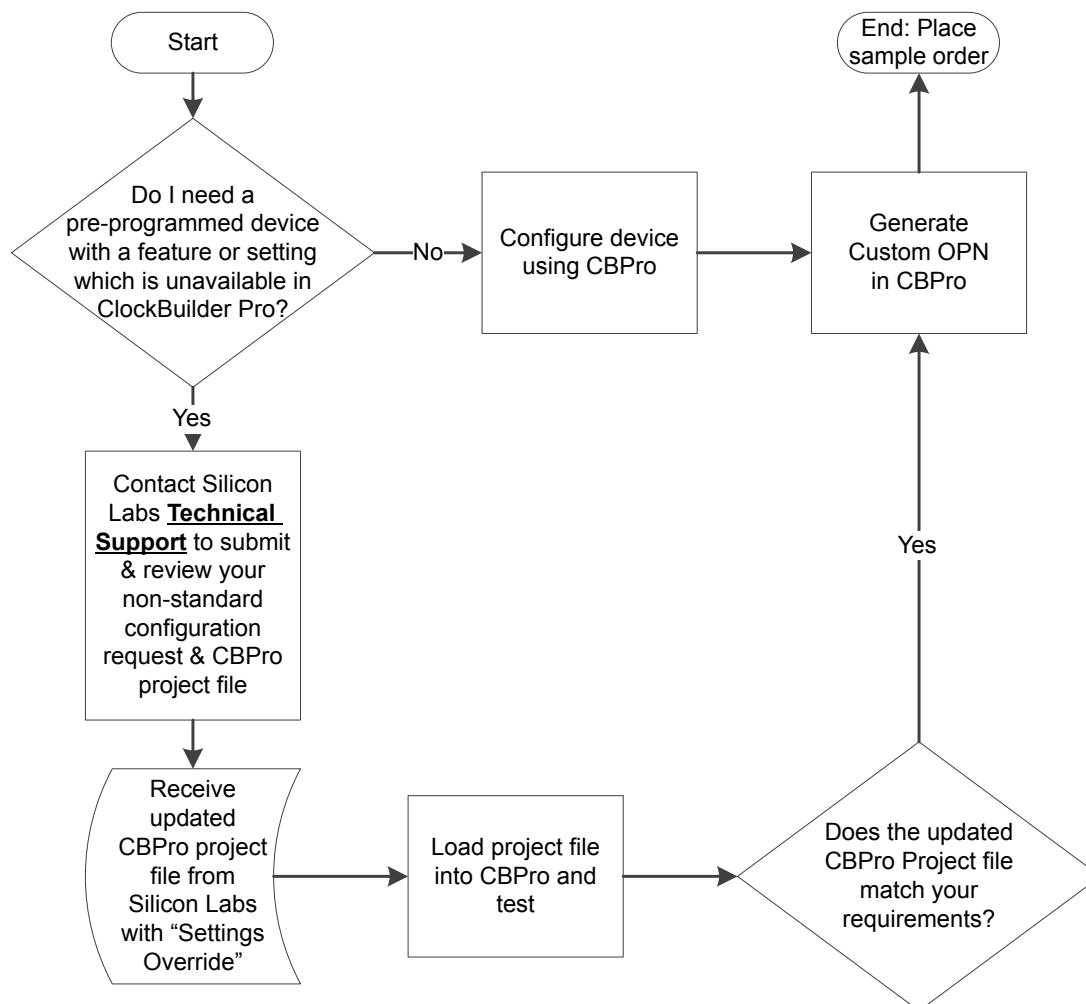 Start
End: Place
sample order
Do I need a
pre-programmed device
with a feature or setting
which is unavailable in
ClockBuilder Pro?
No
Configure device
using CBPro
Generate
Custom OPN
in CBPro
Yes
Contact Silicon
Labs Technical
Support to submit
& review your
non-standard
configuration
request & CBPro
project file
Yes
Receive
updated
CBPro project
file from
Silicon Labs
with “Settings
Override”
Load project file
into CBPro and
test
Does the updated
CBPro Project file
match your
requirements?